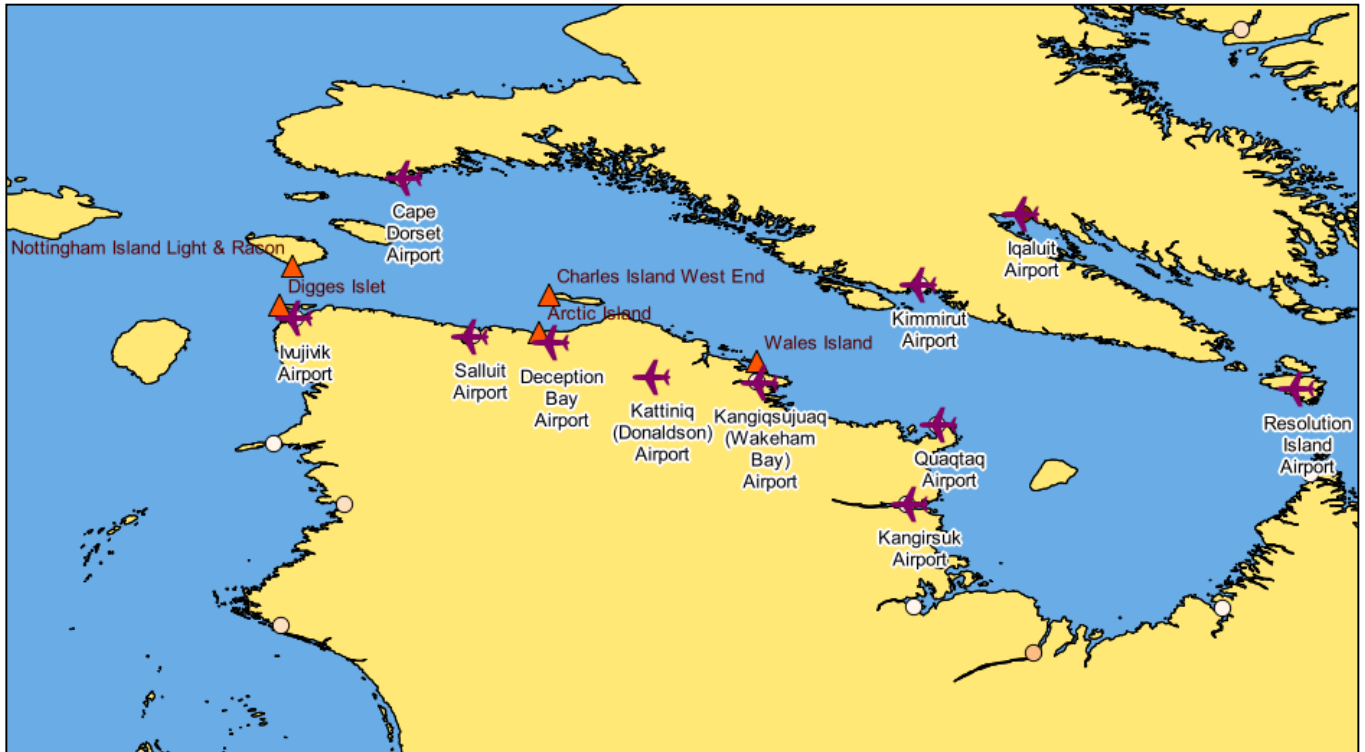 Cape
Dorset
Airport
Nottingham Island Light & Racon
Iqaluit
Airport
Charles Island West End
Digges Islet
Arctic Island
Kimmirut
Airport
Wales Island
Ivujivik
Airport
Salluit
Airport
Deception
Bay
Airport
Kattiniq
(Donaldson)
Airport
Kangiqsujuaq
(Wakeham
Bay)
Airport
Quaqtaq
Airport
Resolution
Island
Airport
Kangirsuk
Airport